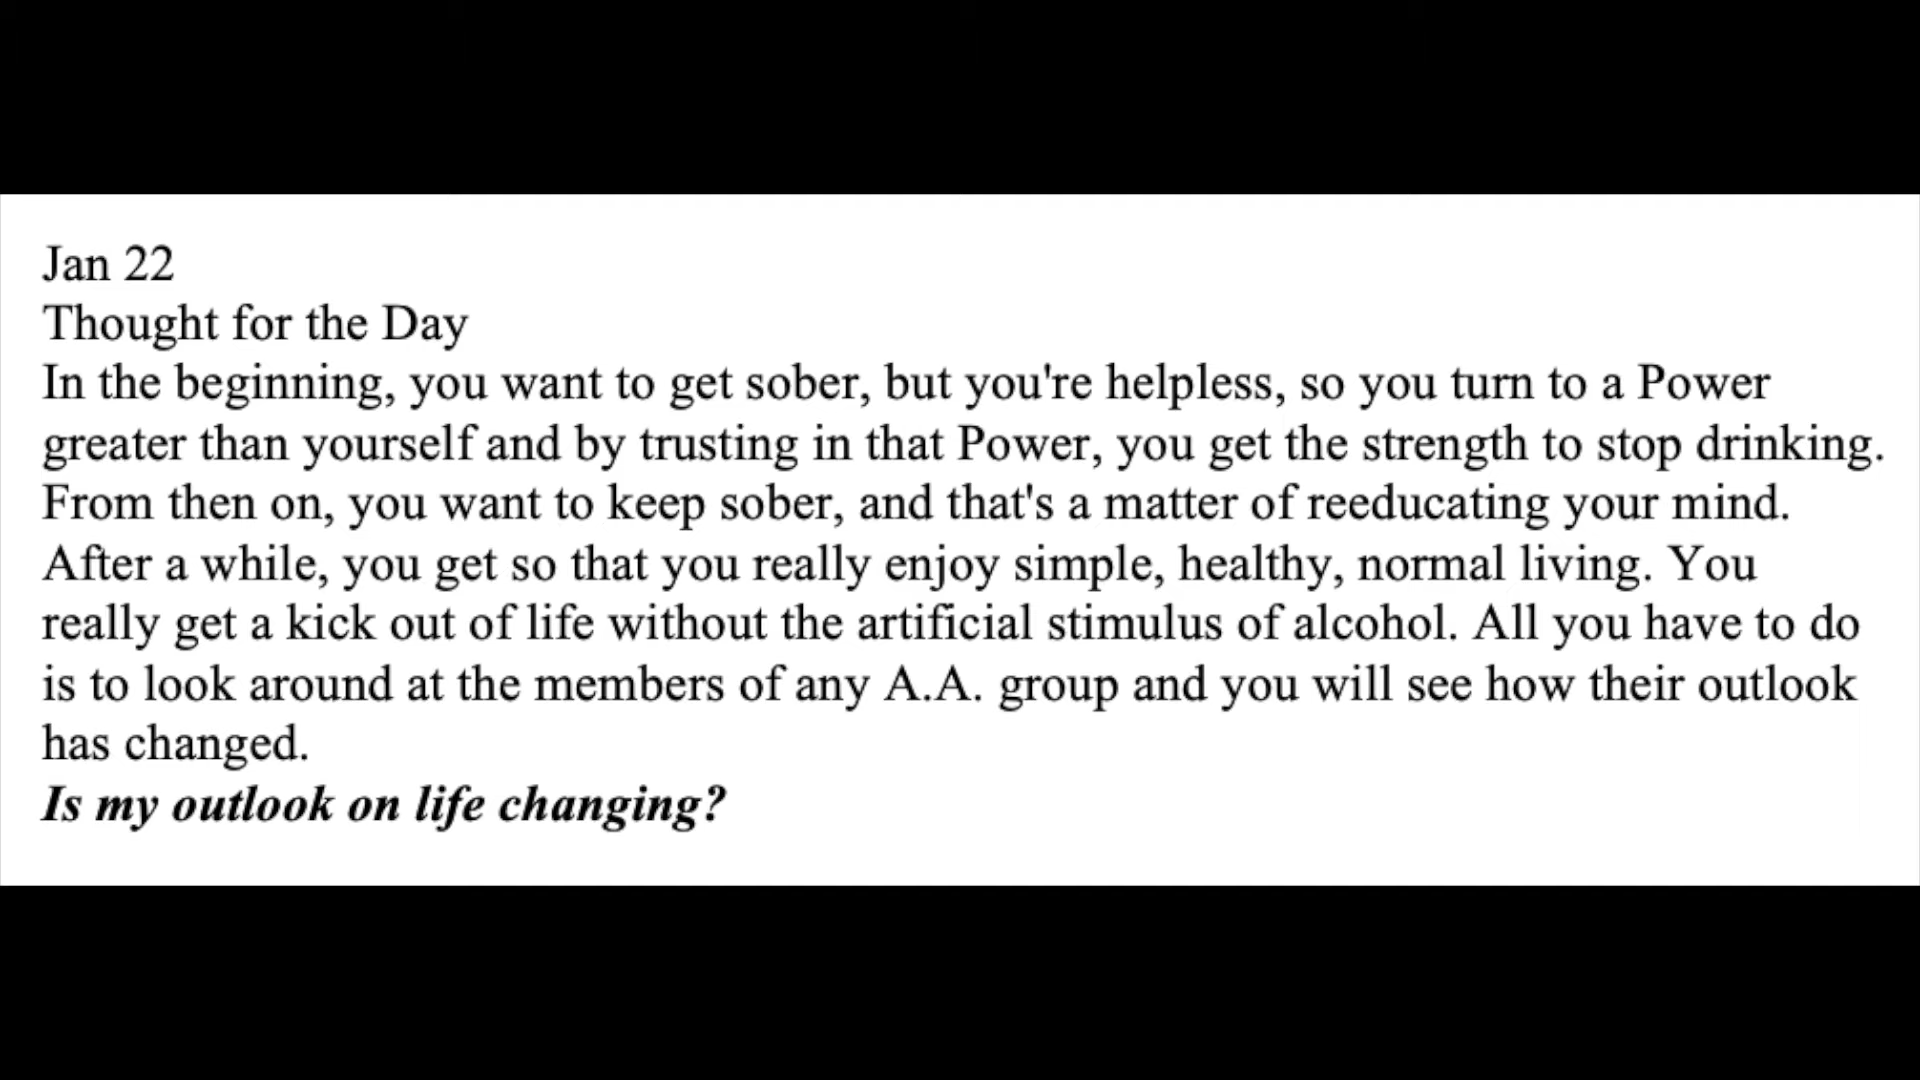 Jan 22
Thought for the Day
In the beginning, you want to get sober, but you're helpless, so you turn to a Power
greater than yourself and by trusting in that Power, you get the strength to stop drinking.
From then on, you want to keep sober, and that's a matter of reeducating your mind.
After a while, you get so that you really enjoy simple, healthy, normal living. You
really get a kick out of life without the artificial stimulus of alcohol. All you have to do
is to look around at the members of any A.A. group and you will see how their outlook
has changed.
Is my outlook on life changing?